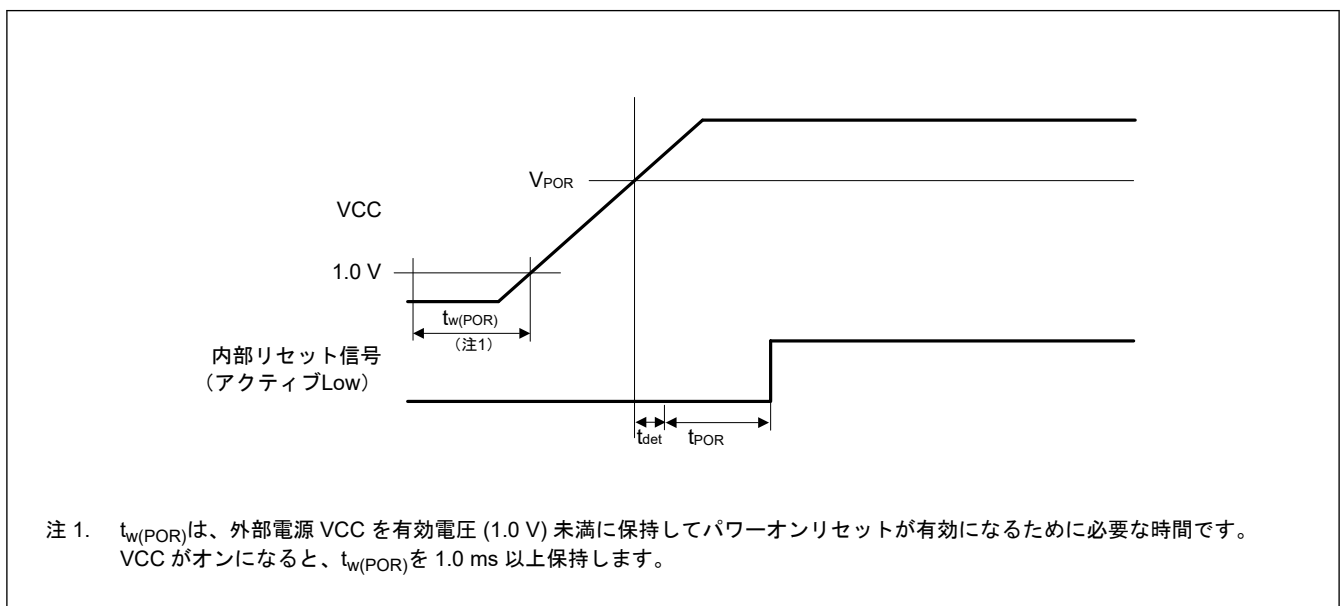 VPOR
VCC
1.0 V
tw(POR)
（注1）
内部リセット信号
（アクティブLow）
tdet
tPOR
注 1. tw(POR)は、外部電源 VCC を有効電圧 (1.0 V) 未満に保持してパワーオンリセットが有効になるために必要な時間です。
VCC がオンになると、tw(POR)を 1.0 ms 以上保持します。